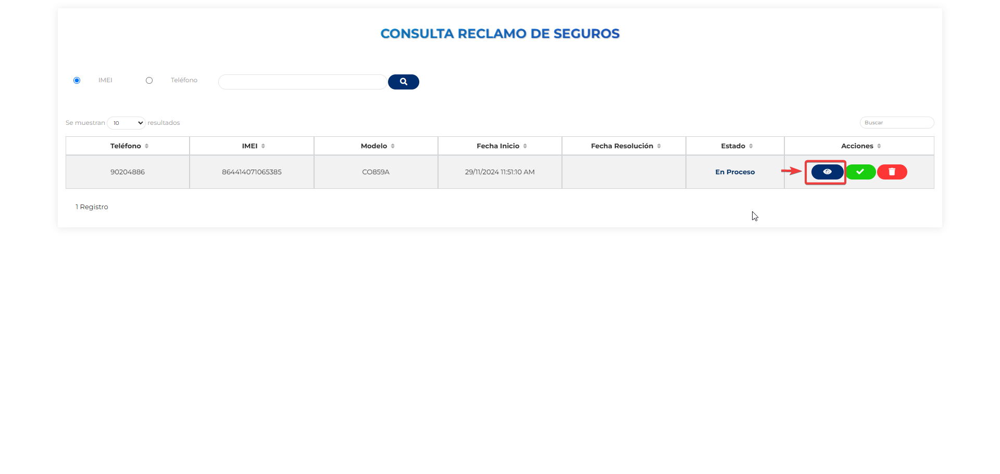 CONSULTA RECLAMO DE SEGUROS
IMEI Teléfono
Se muestran 10 resultados Buscar
Teléfono IMEI Modelo Fecha Inicio Fecha Resolución Estado Acciones
90204886 864414071065385 CO859A 29/11/2024 11:51:10 AM En Proceso
1 Registro